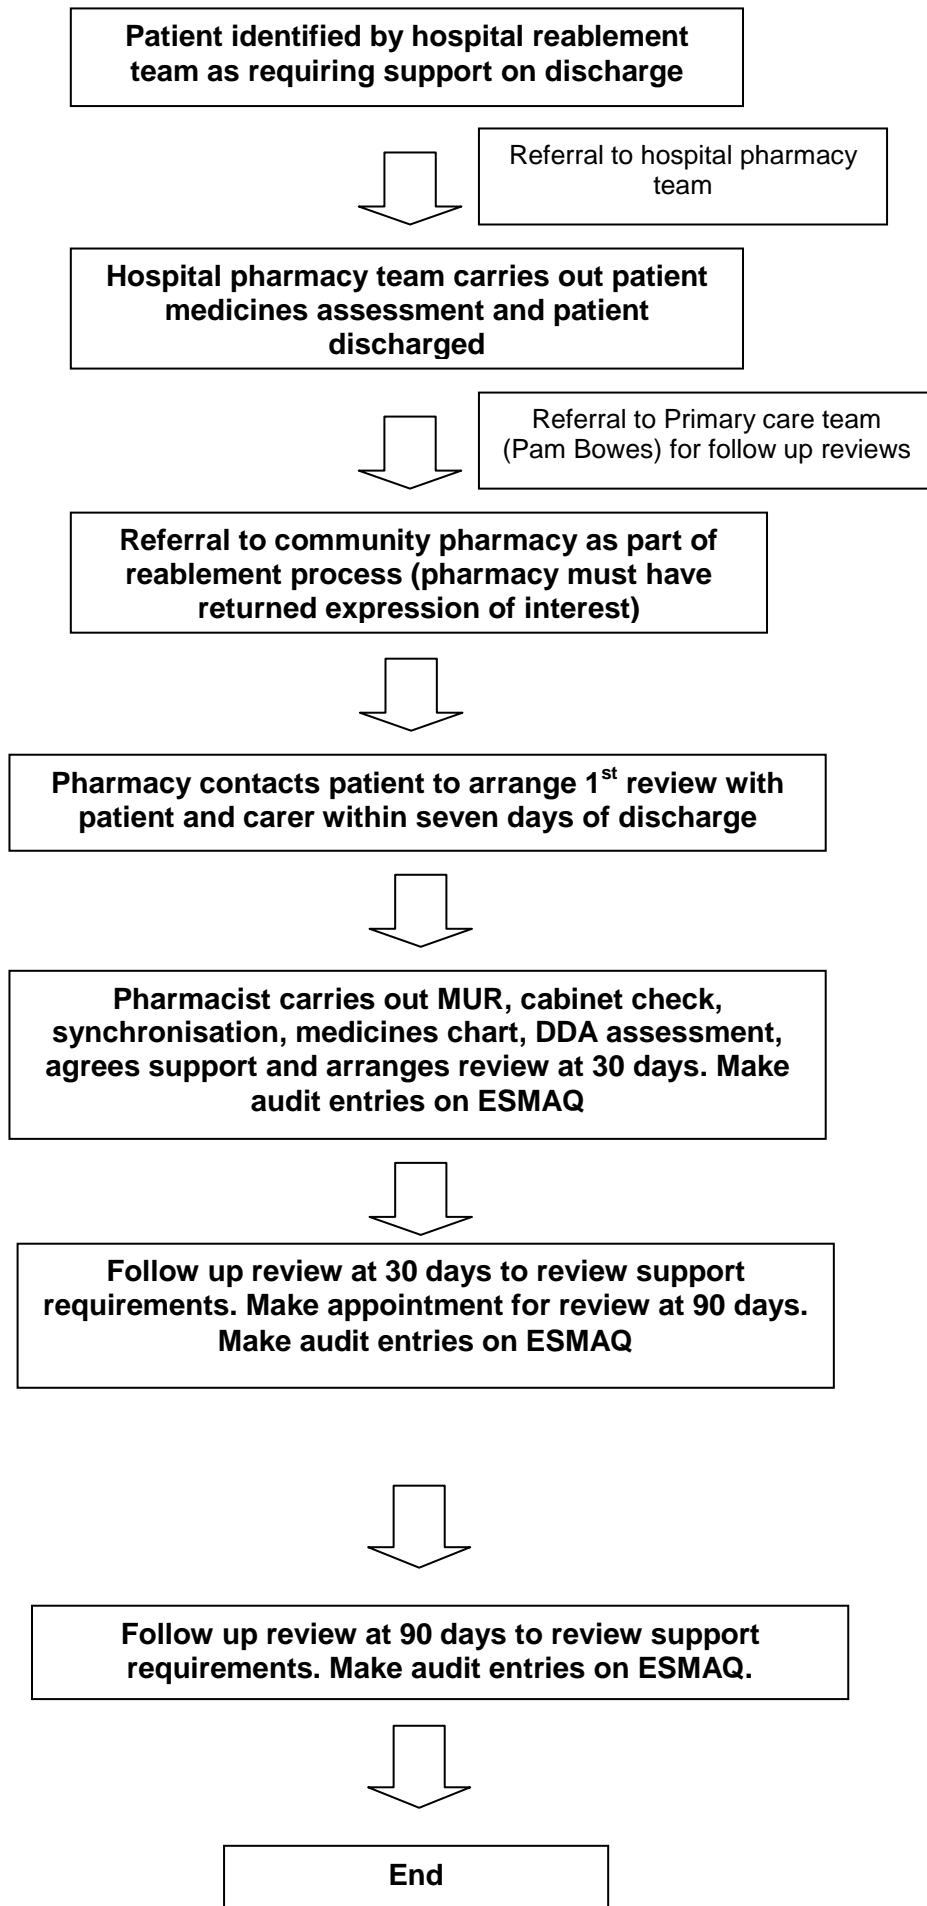 Patient identified by hospital reablement
team as requiring support on discharge
Referral to hospital pharmacy
team
Hospital pharmacy team carries out patient
medicines assessment and patient
discharged
Referral to Primary care team
(Pam Bowes) for follow up reviews
Referral to community pharmacy as part of
reablement process (pharmacy must have
returned expression of interest)
Pharmacy contacts patient to arrange 1st review with
patient and carer within seven days of discharge
Pharmacist carries out MUR, cabinet check,
synchronisation, medicines chart, DDA assessment,
agrees support and arranges review at 30 days. Make
audit entries on ESMAQ
Follow up review at 30 days to review support
requirements. Make appointment for review at 90 days.
Make audit entries on ESMAQ
Follow up review at 90 days to review support
requirements. Make audit entries on ESMAQ.
End